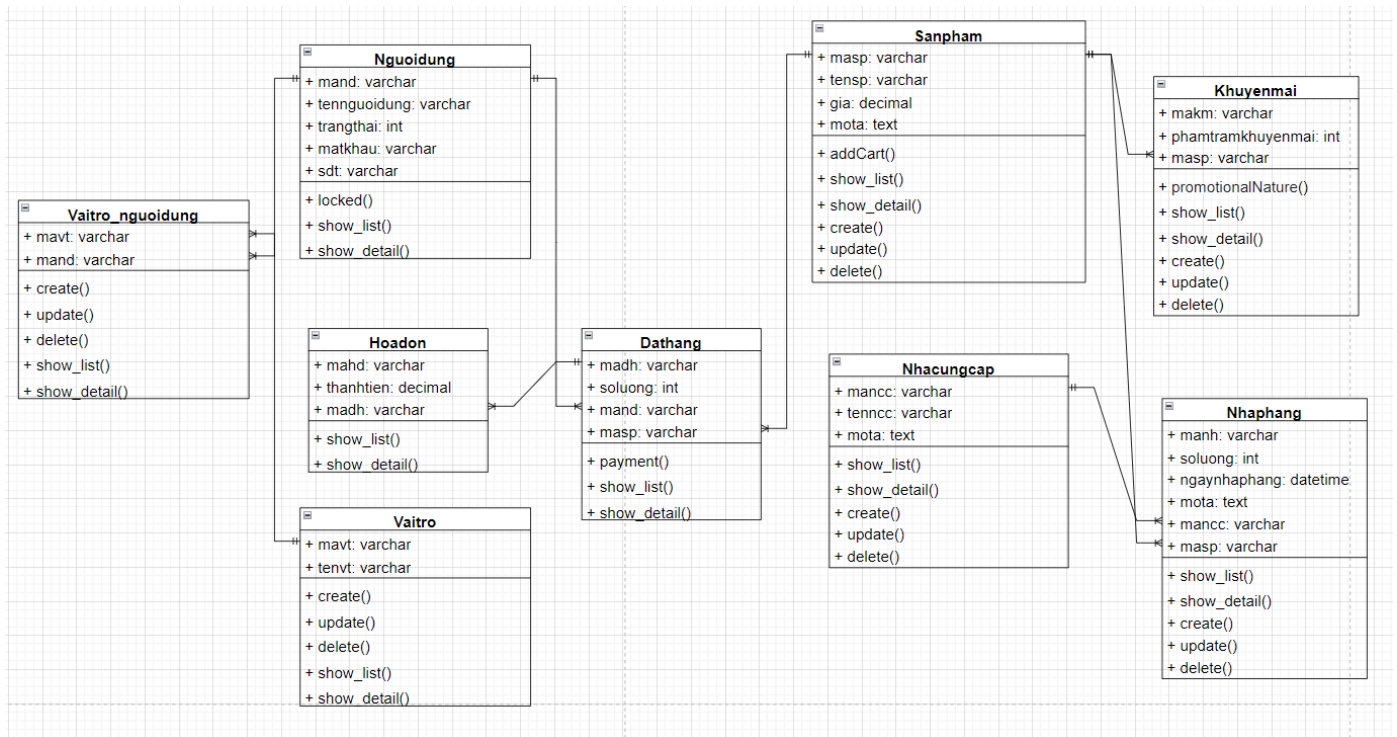 Nguoidung
+ mand: varchar
+ tennguoidung: varchar
+ trangthai: int
+ matkhau: varchar
+ sdt: varchar
+ locked()
+ show_list()
+ show_detail()
Vaitro_nguoidung
+ mavt: varchar
+ mand: varchar
+ create()
+ update()
+ delete()
+ show_list()
+ show_detail()
Hoadon
+ mahd: varchar
+ thanhtien: decimal
+ madh: varchar
+ show_list()
+ show_detail()
Vaitro
+ mavt: varchar
+ tenvt: varchar
+ create()
+ update()
+ delete()
+ show_list()
+ show_detail()
Dathang
+ madh: varchar
+ soluong: int
+ mand: varchar
+ masp: varchar
+ payment()
+ show_list()
+ show_detail()
Sanpham
+ masp: varchar
+ tensp: varchar
+ gia: decimal
+ mota: text
+ addCart()
+ show_list()
+ show_detail()
+ create()
+ update()
+ delete()
Khuyenmai
+ makm: varchar
+ phamtramkhuyenmai: int
+ masp: varchar
+ promotionalNature()
+ show_list()
+ show_detail()
+ create()
+ update()
+ delete()
Nhacungcap
+ mancc: varchar
+ tenncc: varchar
+ mota: text
+ show_list()
+ show_detail()
+ create()
+ update()
+ delete()
Nhaphang
+ manh: varchar
+ soluong: int
+ ngaynhaphang: datetime
+ mota: text
+ mancc: varchar
+ masp: varchar
+ show_list()
+ show_detail()
+ create()
+ update()
+ delete()